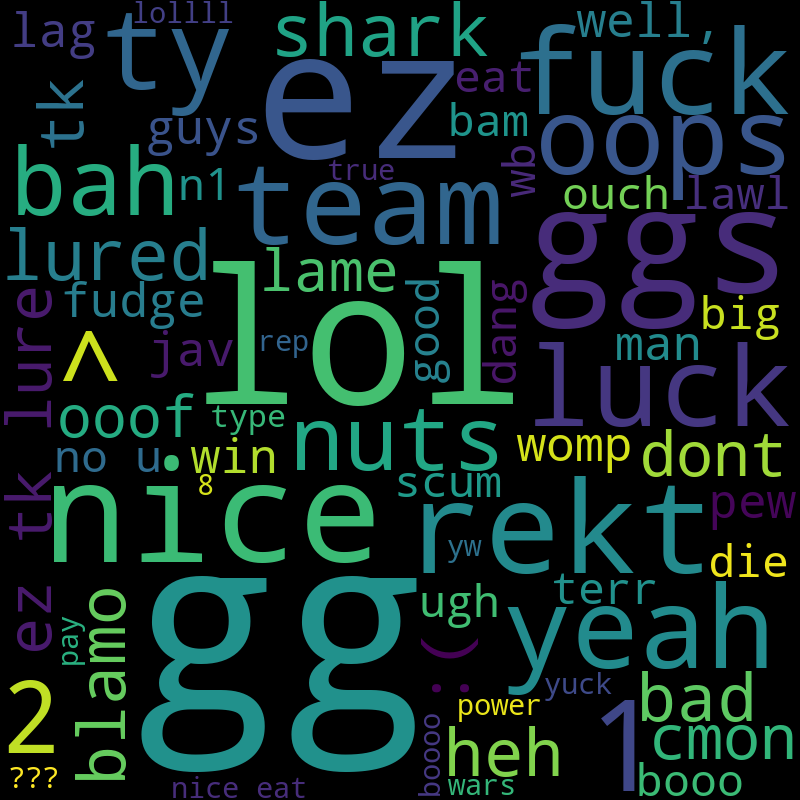 lag
lollll
ty
shark
well,
fuck
ez
eat
tk
guys
bam
oops
bah
n1
true
team
wb
ouch
lawl
lured
ggs
fudge
lame
good
dang
big
^
jav
lol
rep
man
luck
ooof
type
nuts
no u
win
8
womp
dont
scum
ez tk lure
nice
rekt
pew
yw
die
gg
ugh
terr
yeah
blamo
pay
:(
yuck
bad
2
power
1
cmon
heh
???
nice eat
boooo
wars
booo